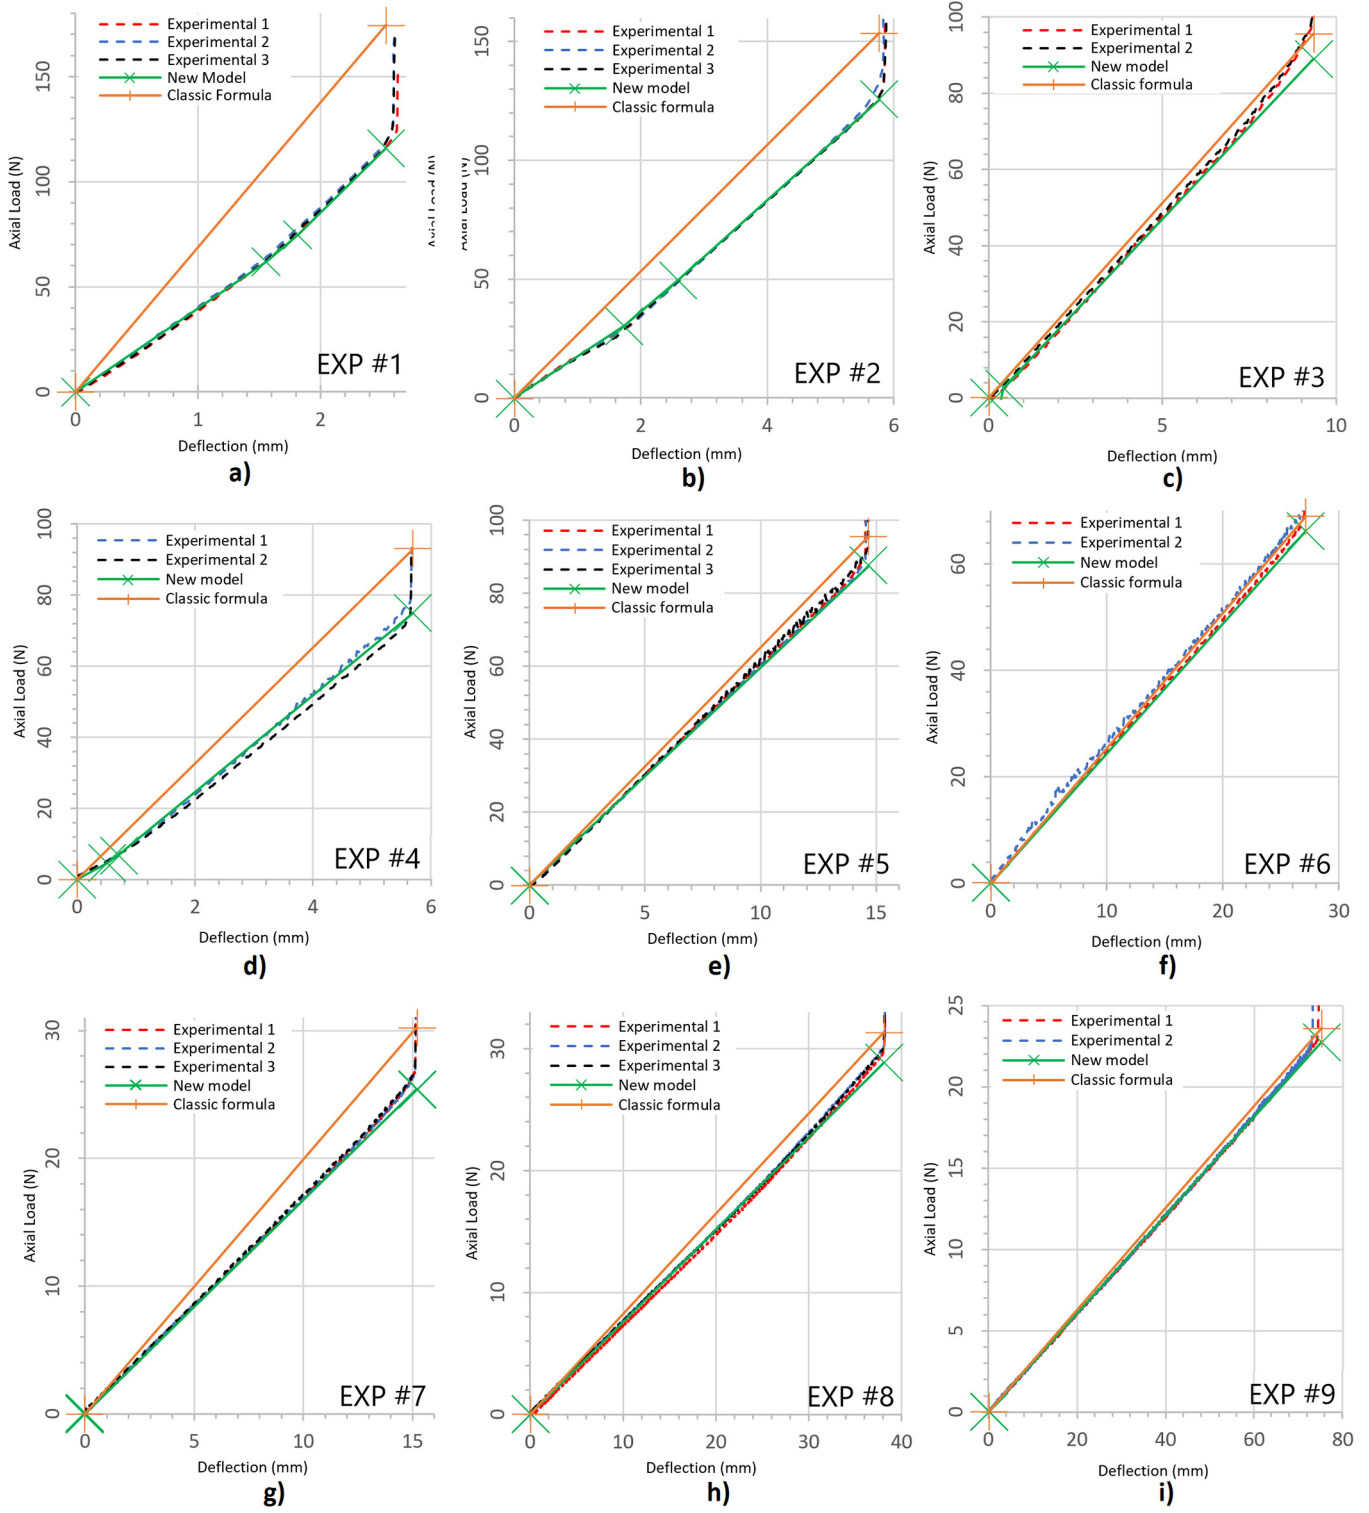 Experimental 1
Experimental 2
Experimental 3
New Model
Classic Formula
Axial Load (N)
150
100
50
0
0 1 2
EXP #1
Deflection (mm)
a)
Experimental 1
Experimental 2
Experimental 3
New model
Classic formula
Axial Load (N)
150
100
50
0
0 2 4 6
EXP #2
Deflection (mm)
b)
Experimental 1
Experimental 2
New model
Classic formula
Axial Load (N)
100
80
60
40
20
0
0 5 10
EXP #3
Deflection (mm)
c)
Experimental 1
Experimental 2
New model
Classic formula
Axial Load (N)
100
80
60
40
20
0
0 2 4 6
EXP #4
Deflection (mm)
d)
Experimental 1
Experimental 2
Experimental 3
New model
Classic formula
Axial Load (N)
100
80
60
40
20
0
0 5 10 15
EXP #5
Deflection (mm)
e)
Experimental 1
Experimental 2
New model
Classic formula
Axial Load (N)
60
40
20
0
0 10 20 30
EXP #6
Deflection (mm)
f)
Experimental 1
Experimental 2
Experimental 3
New model
Classic formula
Axial Load (N)
30
20
10
0
0 5 10 15
EXP #7
Deflection (mm)
g)
Experimental 1
Experimental 2
Experimental 3
New model
Classic formula
Axial Load (N)
30
20
10
0
0 10 20 30 40
EXP #8
Deflection (mm)
h)
Experimental 1
Experimental 2
New model
Classic formula
Axial Load (N)
25
20
15
10
5
0
0 20 40 60 80
EXP #9
Deflection (mm)
i)